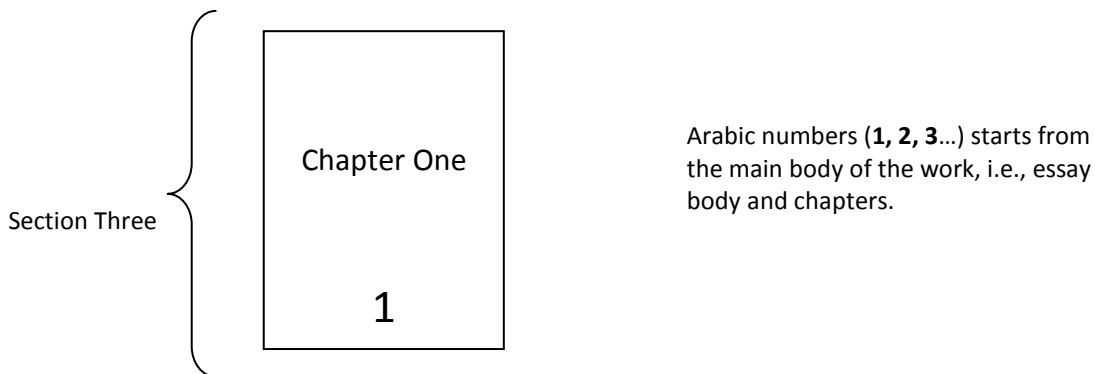 Section Three
Chapter One
1
Arabic numbers (1, 2, 3…) starts from
the main body of the work, i.e., essay
body and chapters.